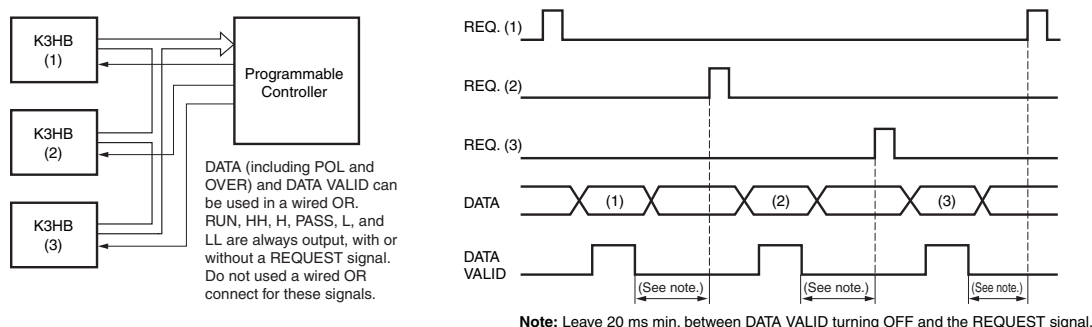 K3HB
(1)
K3HB
(2)
K3HB
(3)
Programmable
Controller
DATA (including POL and
OVER) and DATA VALID can
be used in a wired OR.
RUN, HH, H, PASS, L, and
LL are always output, with or
without a REQUEST signal.
Do not used a wired OR
connect for these signals.
REQ. (1)
REQ. (2)
REQ. (3)
DATA
(1)
(2)
(3)
DATA
VALID
(See note.)
(See note.)
(See note.)
Note: Leave 20 ms min. between DATA VALID turning OFF and the REQUEST signal.